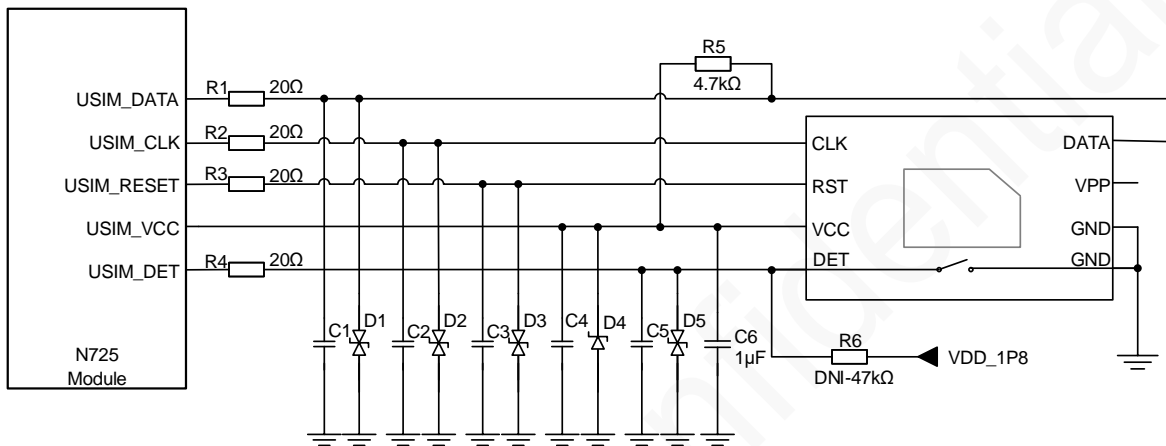 R5
4.7kΩ
USIM_DATA R1 20Ω
USIM_CLK R2 20Ω CLK DATA
USIM_RESET R3 20Ω RST VPP
USIM_VCC VCC GND
USIM_DET R4 20Ω DET GND
C1 D1 C2 D2 C3 D3 C4 D4 C5 D5 C6
1μF
R6
VDD_1P8
DNI-47kΩ
N725
Module